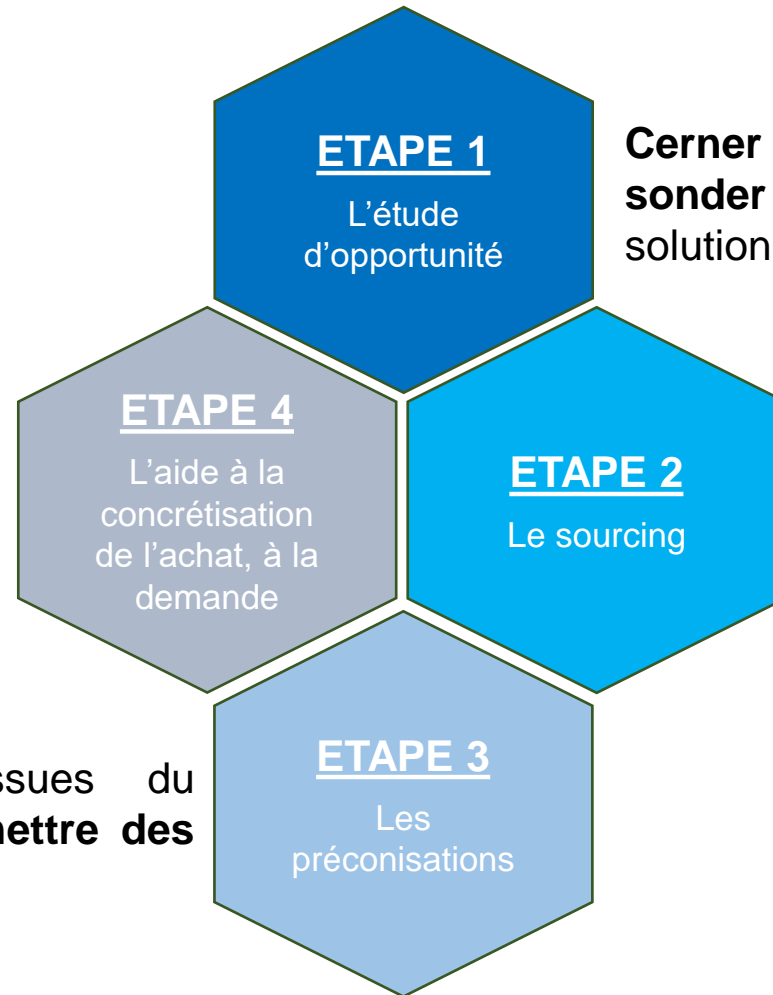 ETAPE 1
L’étude
d’opportunité
Cerner
sonder
solution
ETAPE 4
L’aide à la
concrétisation
de l’achat, à la
demande
ETAPE 2
Le sourcing
ssues du
mettre des
ETAPE 3
Les
préconisations